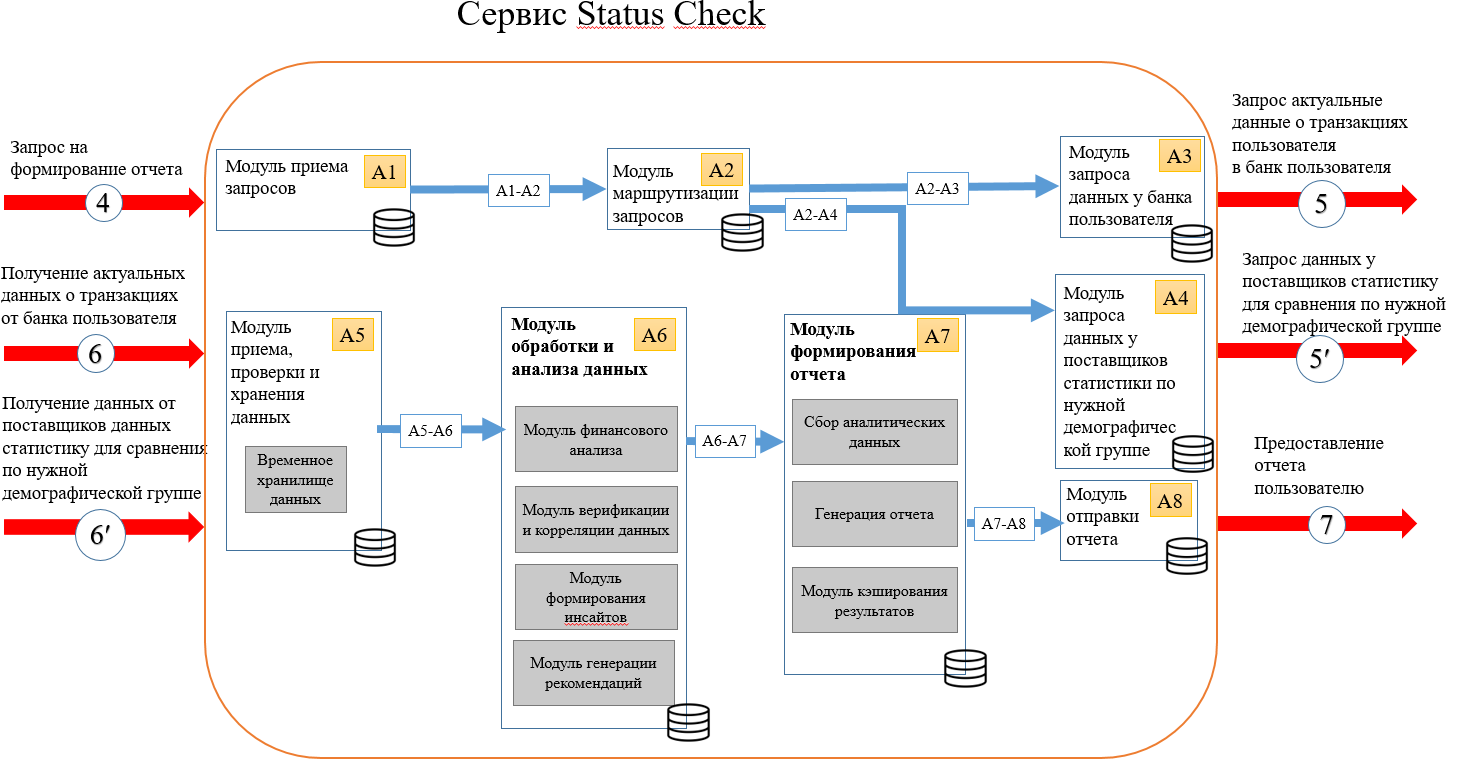 Сервис Status Check
Запрос на
формирование отчета
4
Модуль приема
запросов
A1
A1-A2
Модуль
маршрутизации
запросов
A2
A2-A3
A2-A4
Модуль
запроса
данных у банка
пользователя
A3
Запрос актуальные
данные о транзакциях
пользователя
в банк пользователя
5
Получение актуальных
данных о транзакциях
от банка пользователя
6
Получение данных от
поставщиков данных
статистику для сравнения
по нужной
демографической группе
6′
Модуль
приема,
проверки и
хранения
данных
A5
Временное
хранилище
данных
A5-A6
Модуль
обработки и
анализа данных
A6
Модуль финансового
анализа
Модуль верификации
и корреляции данных
Модуль
формирования
инсайтов
Модуль генерации
рекомендаций
A6-A7
Модуль
формирования
отчета
A7
Сбор аналитических
данных
Генерация отчета
Модуль кэширования
результатов
A7-A8
Модуль
запроса
данных у
поставщиков
статистики по
нужной
демографичес
кой группе
A4
Модуль
отправки
отчета
A8
Запрос данных у
поставщиков статистику
для сравнения по нужной
демографической группе
5′
Предоставление
отчета
пользователю
7